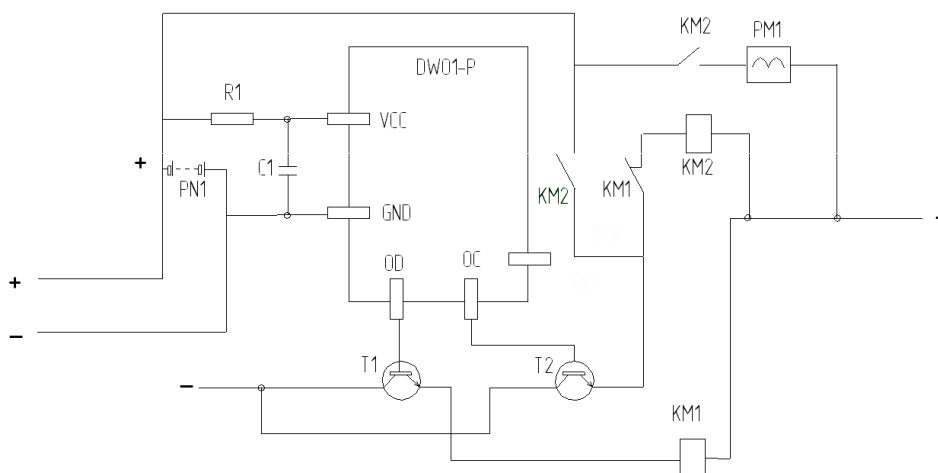 KM2
PM1
DW01-P
R1
VCC
+
PN1
C1
KM2
KM1
KM2
GND
OD
OC
+
−
T1
T2
−
KM1